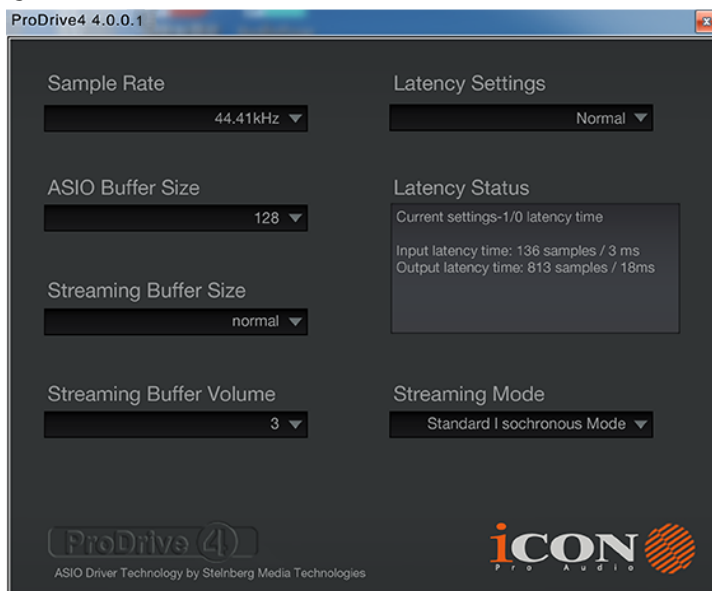 ProDrive4 4.0.0.1
Sample Rate
44.41kHz
Latency Settings
Normal
ASIO Buffer Size
128
Latency Status
Current settings-1/0 latency time
Input latency time: 136 samples / 3 ms
Output latency time: 813 samples / 18ms
Streaming Buffer Size
normal
Streaming Buffer Volume
3
Streaming Mode
Standard I sochronous Mode
ProDrive 4
ASIO Driver Technology by Steinberg Media Technologies
iCON
Pro Audio